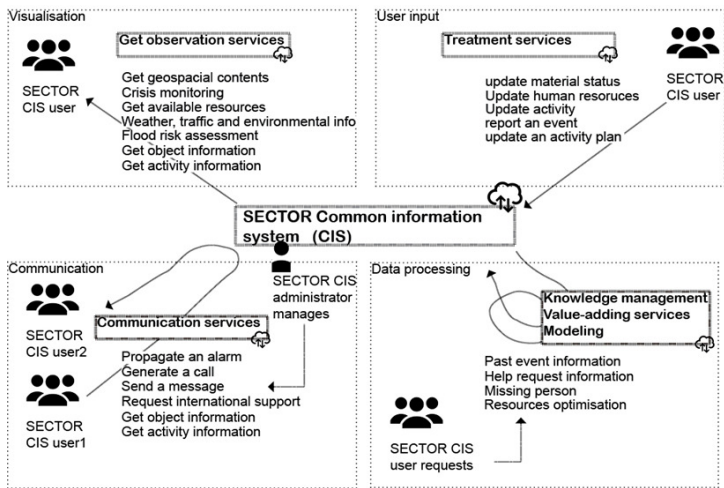 Visualisation
Get observation services
SECTOR
CIS user
Get geospacial contents
Crisis monitoring
Get available resources
Weather, traffic and environmental info
Flood risk assessment
Get object information
Get activity information
User input
Treatment services
SECTOR
CIS user
update material status
Update human resoruces
Update activity
report an event
update an activity plan
SECTOR Common information
system (CIS)
Communication
SECTOR CIS
administrator
manages
SECTOR
CIS user2
Communication services
Propagate an alarm
Generate a call
Send a message
Request international support
Get object information
Get activity information
SECTOR
CIS user1
Data processing
Knowledge management
Value-adding services
Modeling
Past event information
Help request information
Missing person
Resources optimisation
SECTOR CIS
user requests